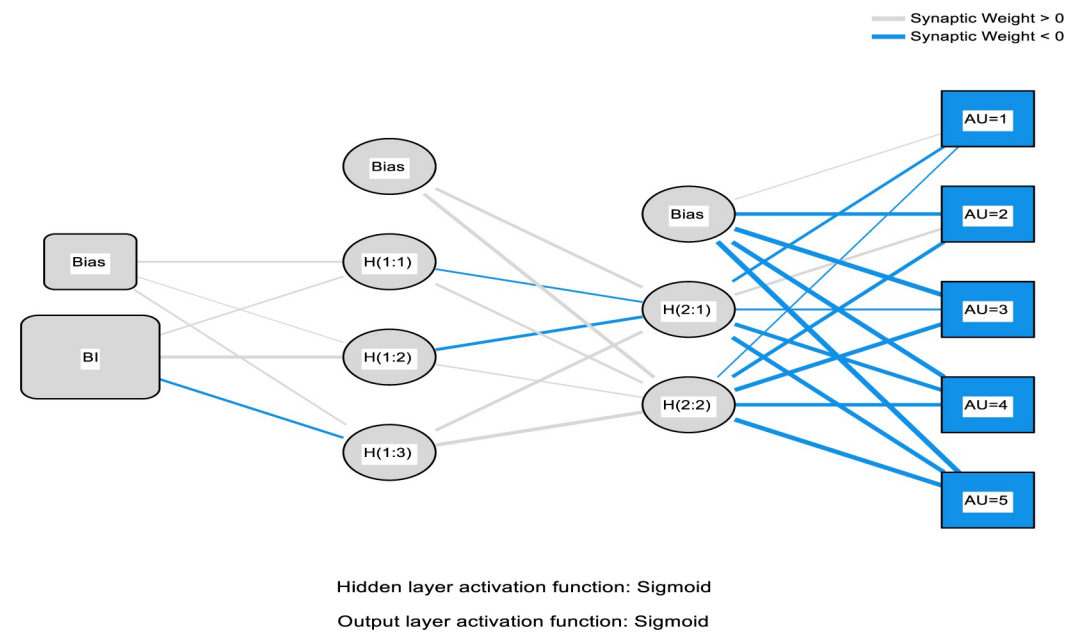 Synaptic Weight > 0
Synaptic Weight < 0
AU=1
Bias
Bias
AU=2
Bias
H(1:1)
H(2:1)
AU=3
BI
H(1:2)
H(2:2)
AU=4
H(1:3)
AU=5
Hidden layer activation function: Sigmoid
Output layer activation function: Sigmoid